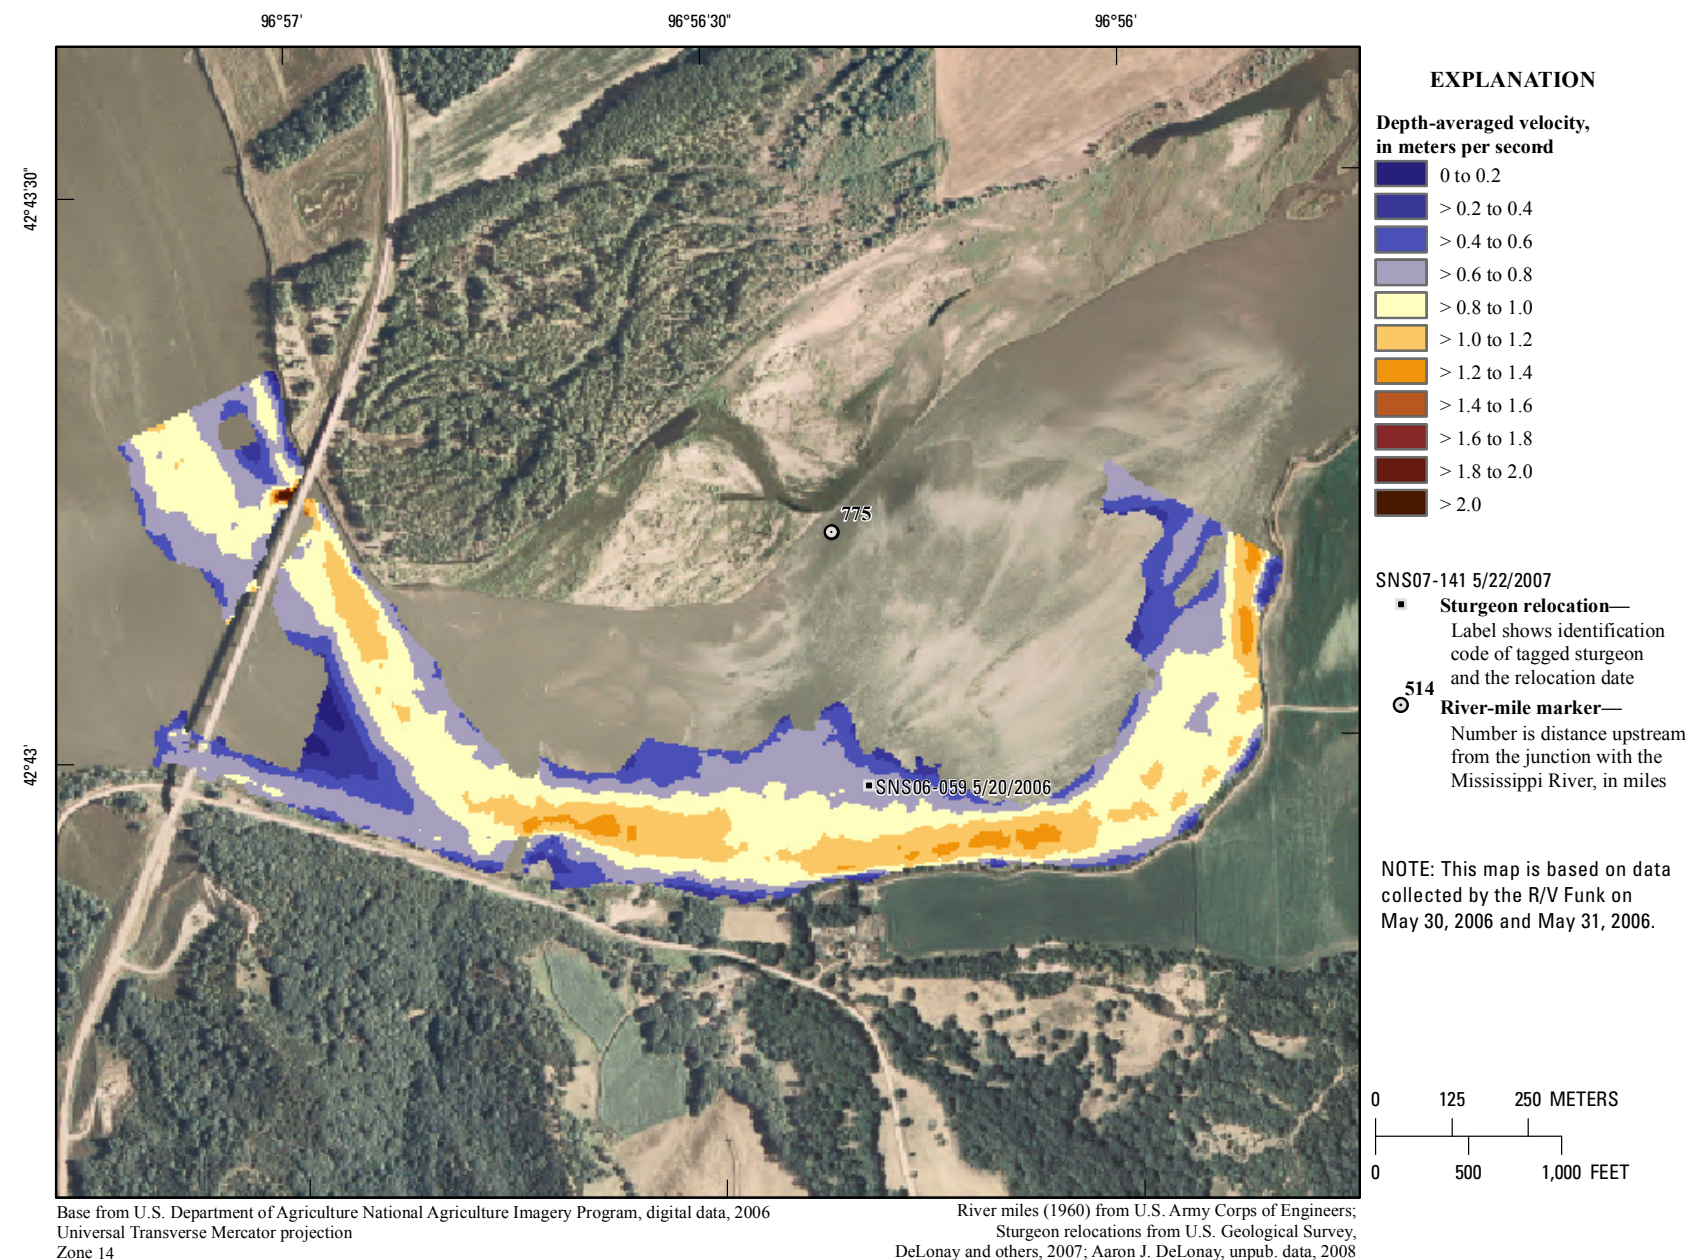 96°57'
96°56'30"
96°56'
42°43'30"
42°43'
775
SNS06-059 5/20/2006
EXPLANATION
Depth-averaged velocity,
in meters per second
0 to 0.2
> 0.2 to 0.4
> 0.4 to 0.6
> 0.6 to 0.8
> 0.8 to 1.0
> 1.0 to 1.2
> 1.2 to 1.4
> 1.4 to 1.6
> 1.6 to 1.8
> 1.8 to 2.0
> 2.0
SNS07-141 5/22/2007
Sturgeon relocation—
Label shows identification
code of tagged sturgeon
and the relocation date
514
River-mile marker—
Number is distance upstream
from the junction with the
Mississippi River, in miles
NOTE: This map is based on data
collected by the R/V Funk on
May 30, 2006 and May 31, 2006.
0 125 250 METERS
0 500 1,000 FEET
Base from U.S. Department of Agriculture National Agriculture Imagery Program, digital data, 2006
Universal Transverse Mercator projection
Zone 14
River miles (1960) from U.S. Army Corps of Engineers;
Sturgeon relocations from U.S. Geological Survey,
DeLonay and others, 2007; Aaron J. DeLonay, unpub. data, 2008